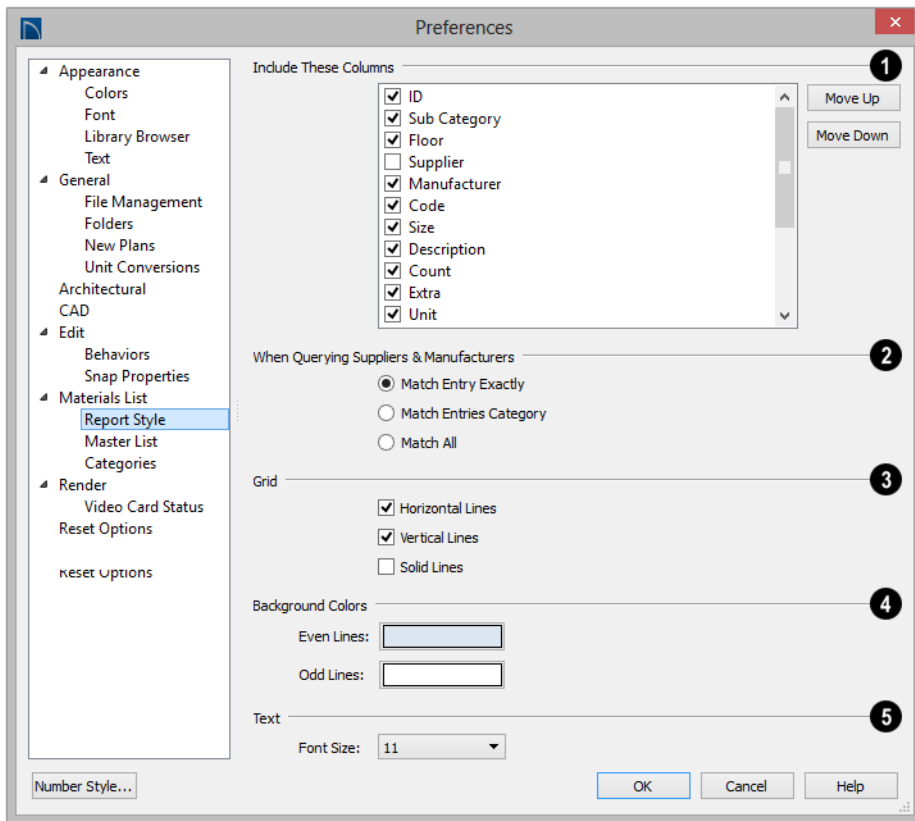 Preferences
Appearance
Colors
Font
Library Browser
Text
General
File Management
Folders
New Plans
Unit Conversions
Architectural
CAD
Edit
Behaviors
Snap Properties
Materials List
Report Style
Master List
Categories
Render
Video Card Status
Reset Options
Reset Options
Include These Columns 1
ID
Sub Category
Floor
Supplier
Manufacturer
Code
Size
Description
Count
Extra
Unit
Move Up
Move Down
When Querying Suppliers & Manufacturers 2
Match Entry Exactly
Match Entries Category
Match All
Grid 3
Horizontal Lines
Vertical Lines
Solid Lines
Background Colors 4
Even Lines:
Odd Lines:
Text 5
Font Size: 11
Number Style... OK Cancel Help